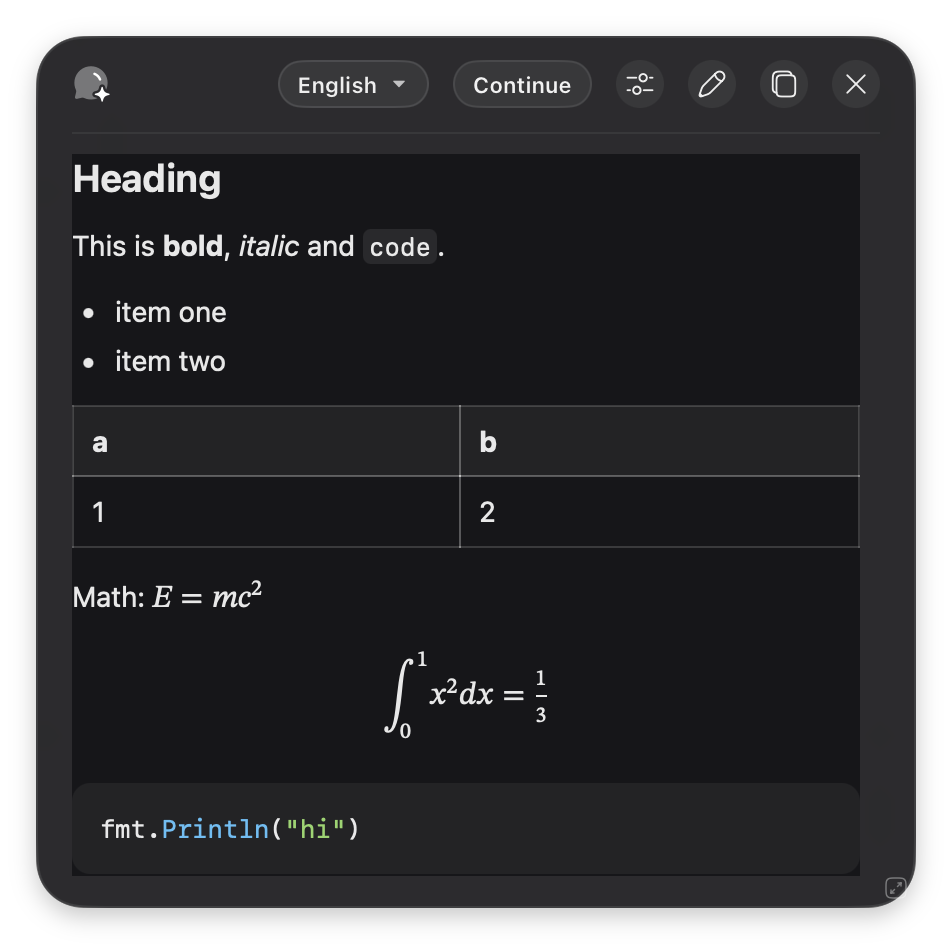 English
Continue
Heading
This is bold, italic and code.
• item one
• item two
a b
1 2
Math: E = mc²
∫₀¹ x²dx = 1/3
fmt.Println("hi")